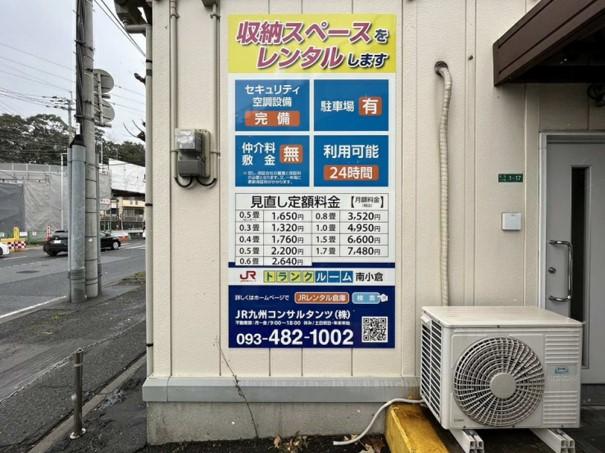 収納スペースを
レンタルします
セキュリティ
空調設備
完備
駐車場 有
仲介料
敷金 無
利用可能
24時間
見直し定額料金 【月額料金】
(税込)
0.5畳 1,650円 0.8畳 3,520円
0.3畳 1,320円 1.0畳 4,950円
0.4畳 1,760円 1.5畳 6,600円
0.5畳 2,200円 1.7畳 7,480円
0.6畳 2,640円
JR トランクルーム 南小倉
詳しくはホームページで JRレンタル倉庫 検索
JR九州コンサルタンツ(株)
093-482-1002
1-17